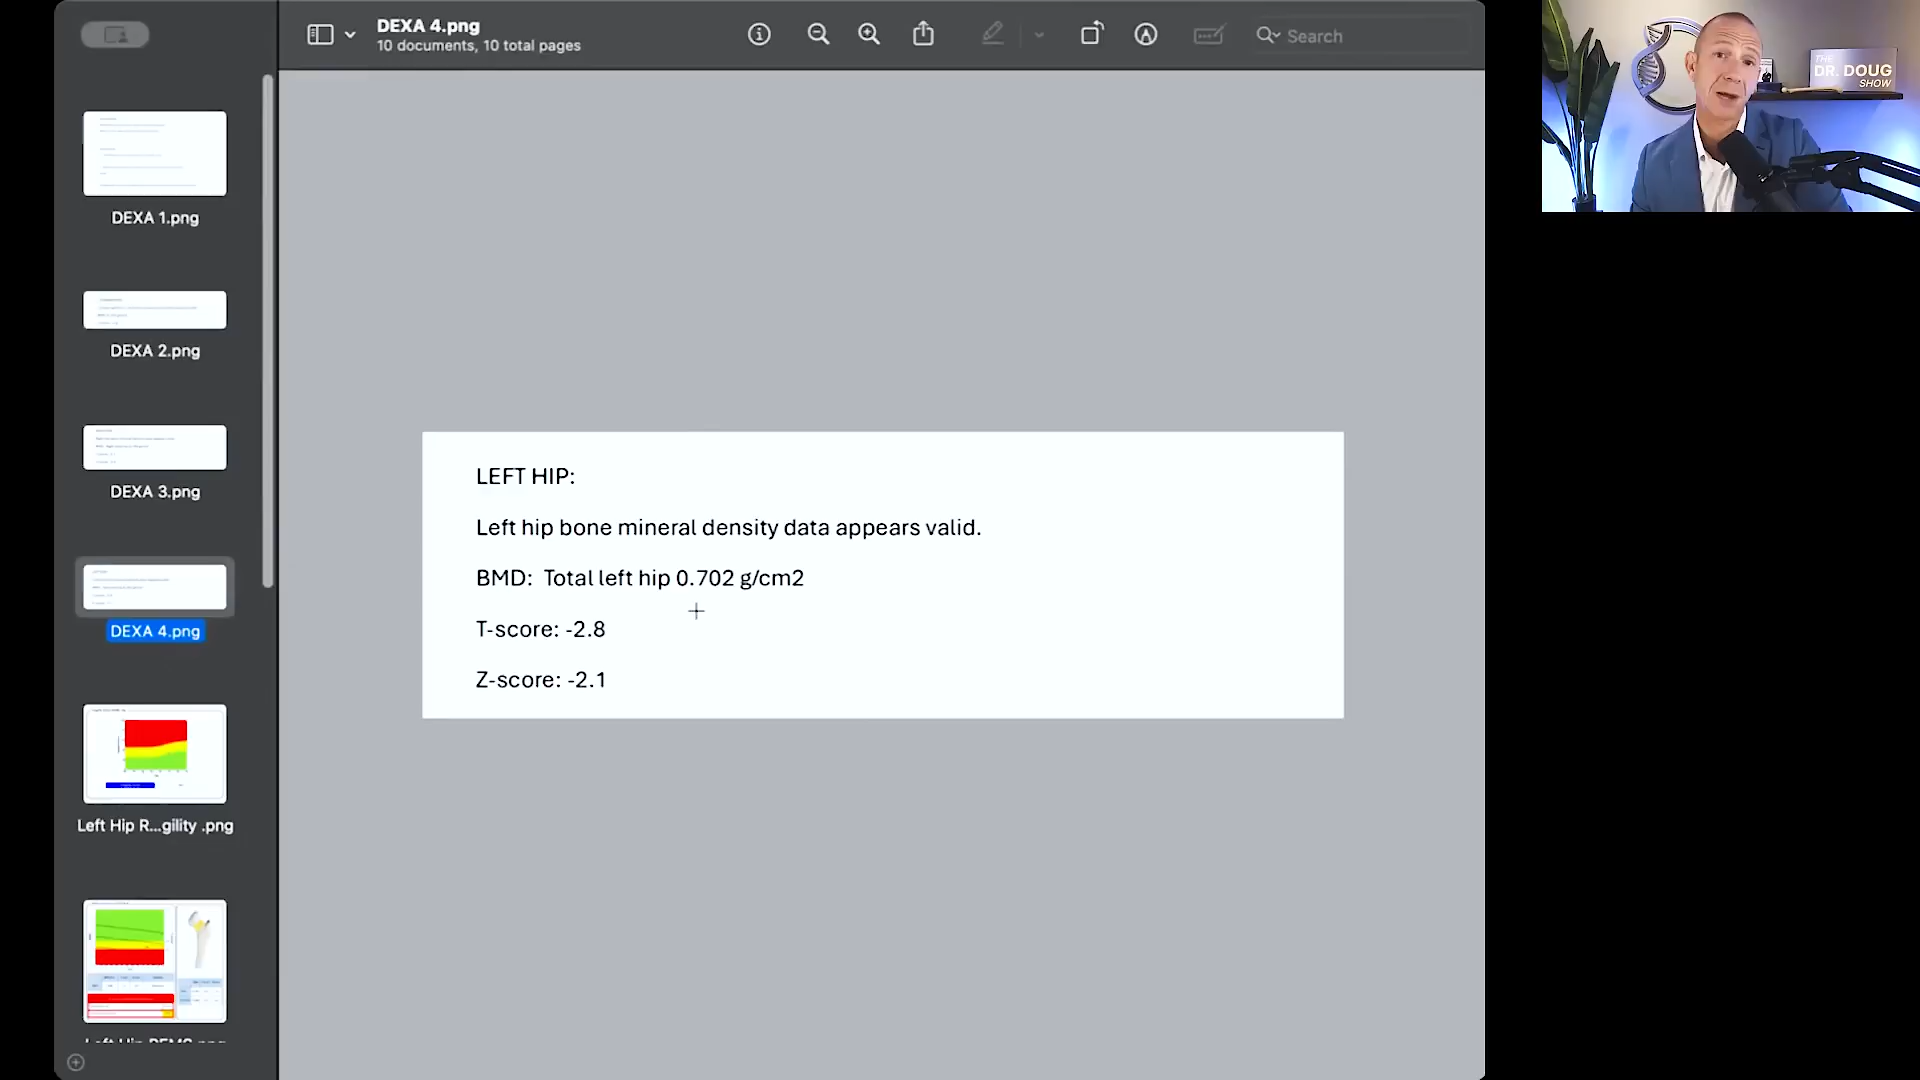 DEXA 4.png
10 documents, 10 total pages
Search
DEXA 1.png
DEXA 2.png
DEXA 3.png
DEXA 4.png
Left Hip R...gility .png
LEFT HIP:
Left hip bone mineral density data appears valid.
BMD: Total left hip 0.702 g/cm2
T-score: -2.8
Z-score: -2.1
THE
DR. DOUG
SHOW